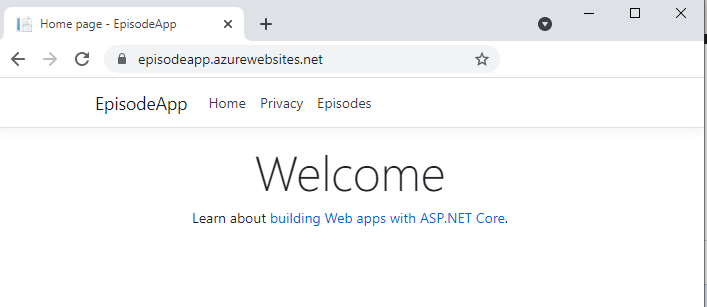 Home page - EpisodeApp
episodeapp.azurewebsites.net
EpisodeApp Home Privacy Episodes
Welcome
Learn about building Web apps with ASP.NET Core.